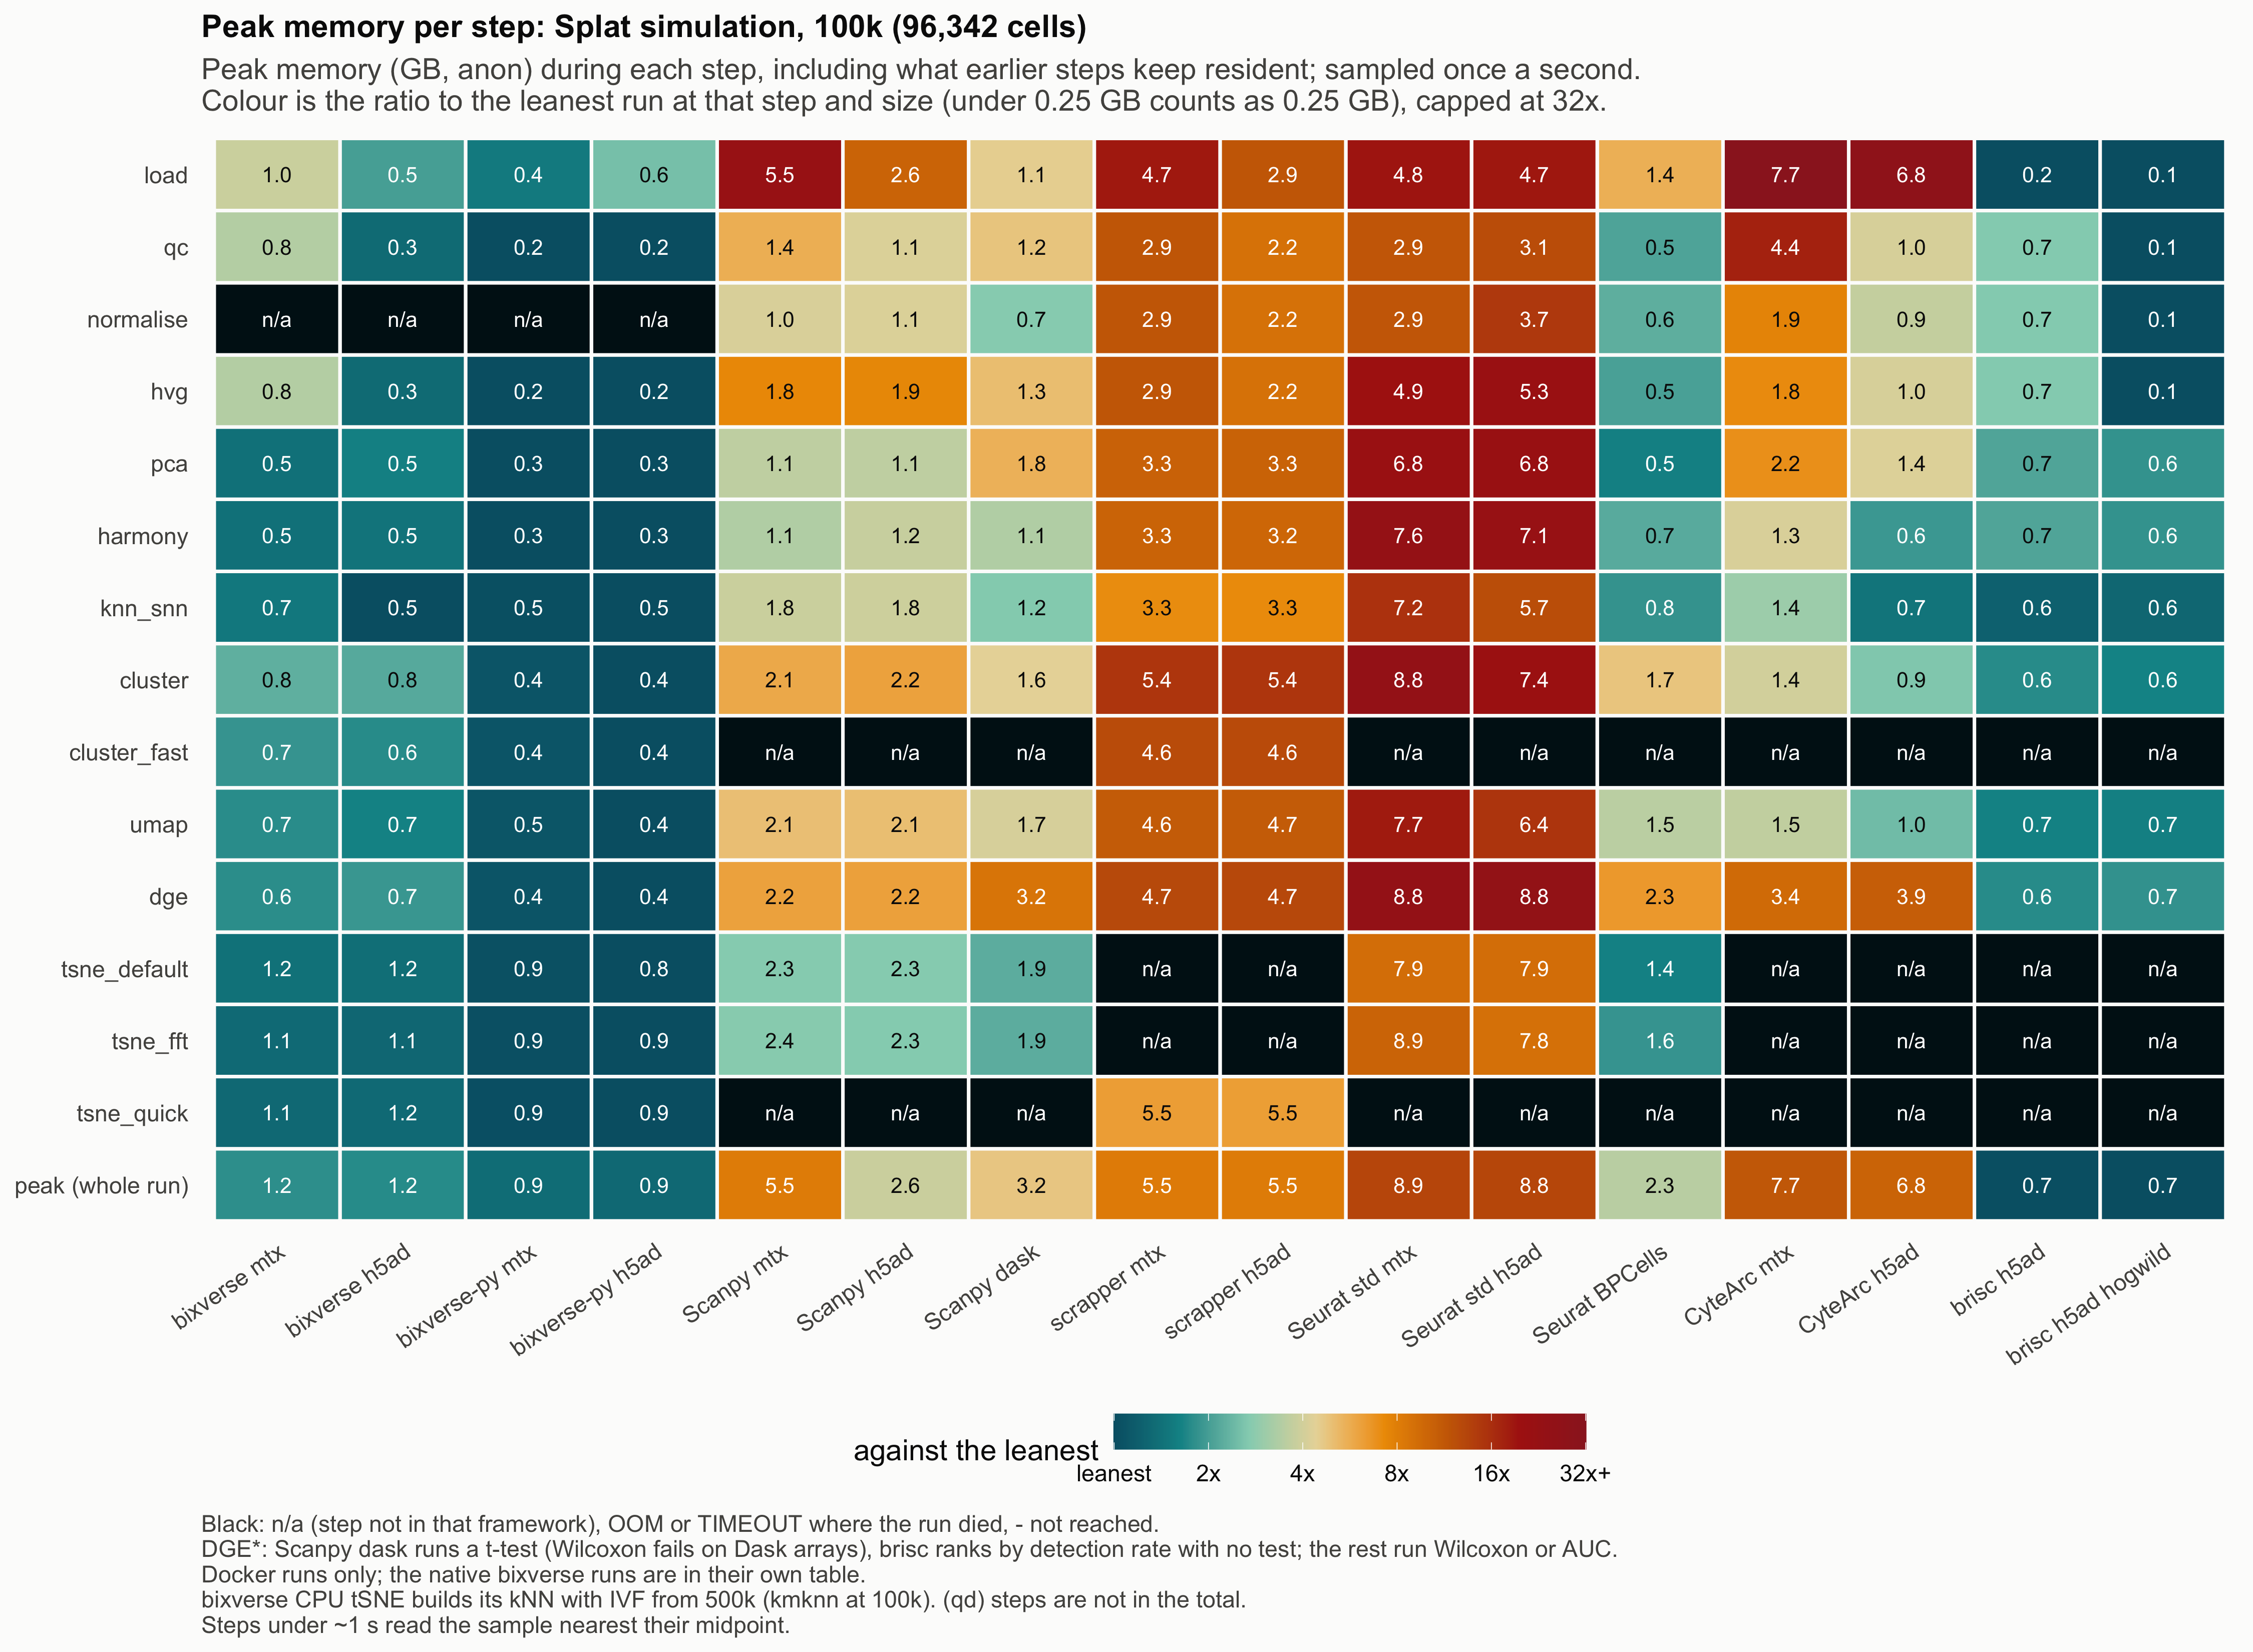 Peak memory per step: Splat simulation, 100k (96,342 cells)
Peak memory (GB, anon) during each step, including what earlier steps keep resident; sampled once a second.
Colour is the ratio to the leanest run at that step and size (under 0.25 GB counts as 0.25 GB), capped at 32x.
load 1.0 0.5 0.4 0.6 5.5 2.6 1.1 4.7 2.9 4.8 4.7 1.4 7.7 6.8 0.2 0.1
qc 0.8 0.3 0.2 0.2 1.4 1.1 1.2 2.9 2.2 2.9 3.1 0.5 4.4 1.0 0.7 0.1
normalise n/a n/a n/a n/a 1.0 1.1 0.7 2.9 2.2 2.9 3.7 0.6 1.9 0.9 0.7 0.1
hvg 0.8 0.3 0.2 0.2 1.8 1.9 1.3 2.9 2.2 4.9 5.3 0.5 1.8 1.0 0.7 0.1
pca 0.5 0.5 0.3 0.3 1.1 1.1 1.8 3.3 3.3 6.8 6.8 0.5 2.2 1.4 0.7 0.6
harmony 0.5 0.5 0.3 0.3 1.1 1.2 1.1 3.3 3.2 7.6 7.1 0.7 1.3 0.6 0.7 0.6
knn_snn 0.7 0.5 0.5 0.5 1.8 1.8 1.2 3.3 3.3 7.2 5.7 0.8 1.4 0.7 0.6 0.6
cluster 0.8 0.8 0.4 0.4 2.1 2.2 1.6 5.4 5.4 8.8 7.4 1.7 1.4 0.9 0.6 0.6
cluster_fast 0.7 0.6 0.4 0.4 n/a n/a n/a 4.6 4.6 n/a n/a n/a n/a n/a n/a n/a
umap 0.7 0.7 0.5 0.4 2.1 2.1 1.7 4.6 4.7 7.7 6.4 1.5 1.5 1.0 0.7 0.7
dge 0.6 0.7 0.4 0.4 2.2 2.2 3.2 4.7 4.7 8.8 8.8 2.3 3.4 3.9 0.6 0.7
tsne_default 1.2 1.2 0.9 0.8 2.3 2.3 1.9 n/a n/a 7.9 7.9 1.4 n/a n/a n/a n/a
tsne_fft 1.1 1.1 0.9 0.9 2.4 2.3 1.9 n/a n/a 8.9 7.8 1.6 n/a n/a n/a n/a
tsne_quick 1.1 1.2 0.9 0.9 n/a n/a n/a 5.5 5.5 n/a n/a n/a n/a n/a n/a n/a
peak (whole run) 1.2 1.2 0.9 0.9 5.5 2.6 3.2 5.5 5.5 8.9 8.8 2.3 7.7 6.8 0.7 0.7
bixverse mtx
bixverse h5ad
bixverse-py mtx
bixverse-py h5ad
Scanpy mtx
Scanpy h5ad
Scanpy dask
scrapper mtx
scrapper h5ad
Seurat std mtx
Seurat std h5ad
Seurat BPCells
CyteArc mtx
CyteArc h5ad
brisc h5ad
brisc h5ad hogwild
against the leanest
leanest 2x 4x 8x 16x 32x+
Black: n/a (step not in that framework), OOM or TIMEOUT where the run died, - not reached.
DGE*: Scanpy dask runs a t-test (Wilcoxon fails on Dask arrays), brisc ranks by detection rate with no test; the rest run Wilcoxon or AUC.
Docker runs only; the native bixverse runs are in their own table.
bixverse CPU tSNE builds its kNN with IVF from 500k (kmknn at 100k). (qd) steps are not in the total.
Steps under ~1 s read the sample nearest their midpoint.